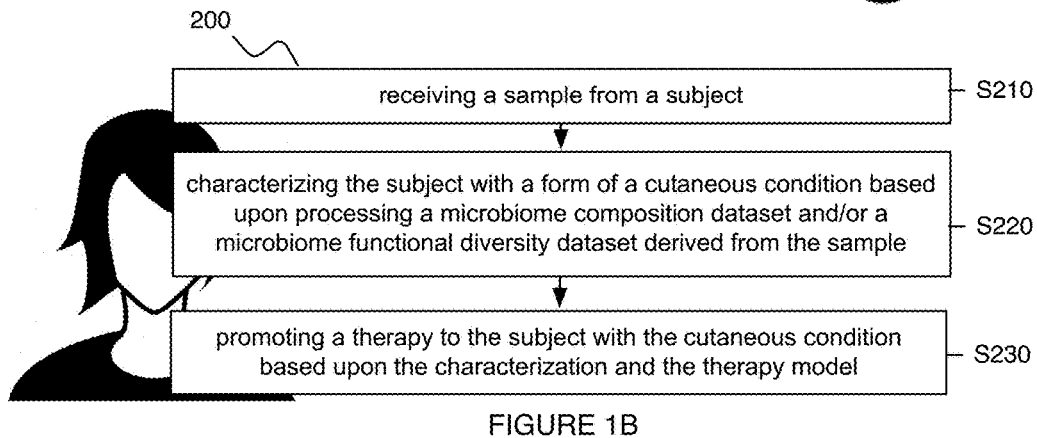 200
receiving a sample from a subject
S210
characterizing the subject with a form of a cutaneous condition based
upon processing a microbiome composition dataset and/or a
microbiome functional diversity dataset derived from the sample
S220
promoting a therapy to the subject with the cutaneous condition
based upon the characterization and the therapy model
S230
FIGURE 1B